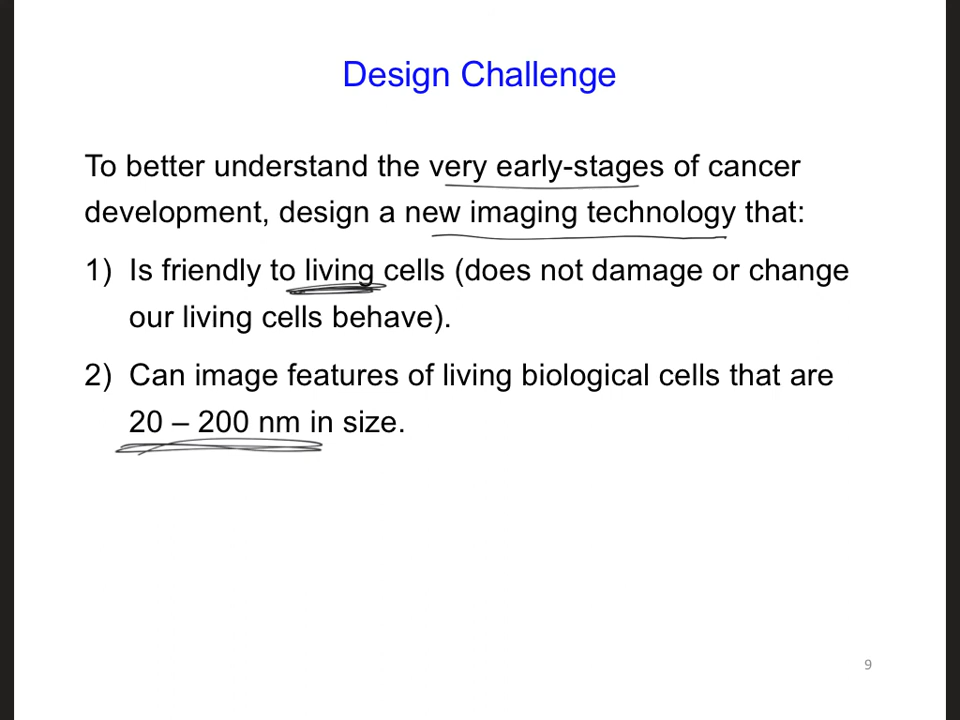 Design Challenge
To better understand the very early-stages of cancer
development, design a new imaging technology that:
1) Is friendly to living cells (does not damage or change
our living cells behave).
2) Can image features of living biological cells that are
20 – 200 nm in size.
9